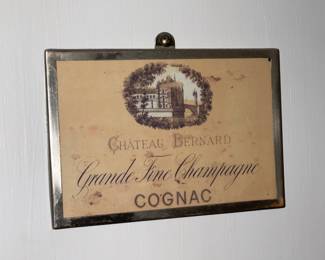 CHÂTEAU BERNARD
Grande Fine Champagne
COGNAC